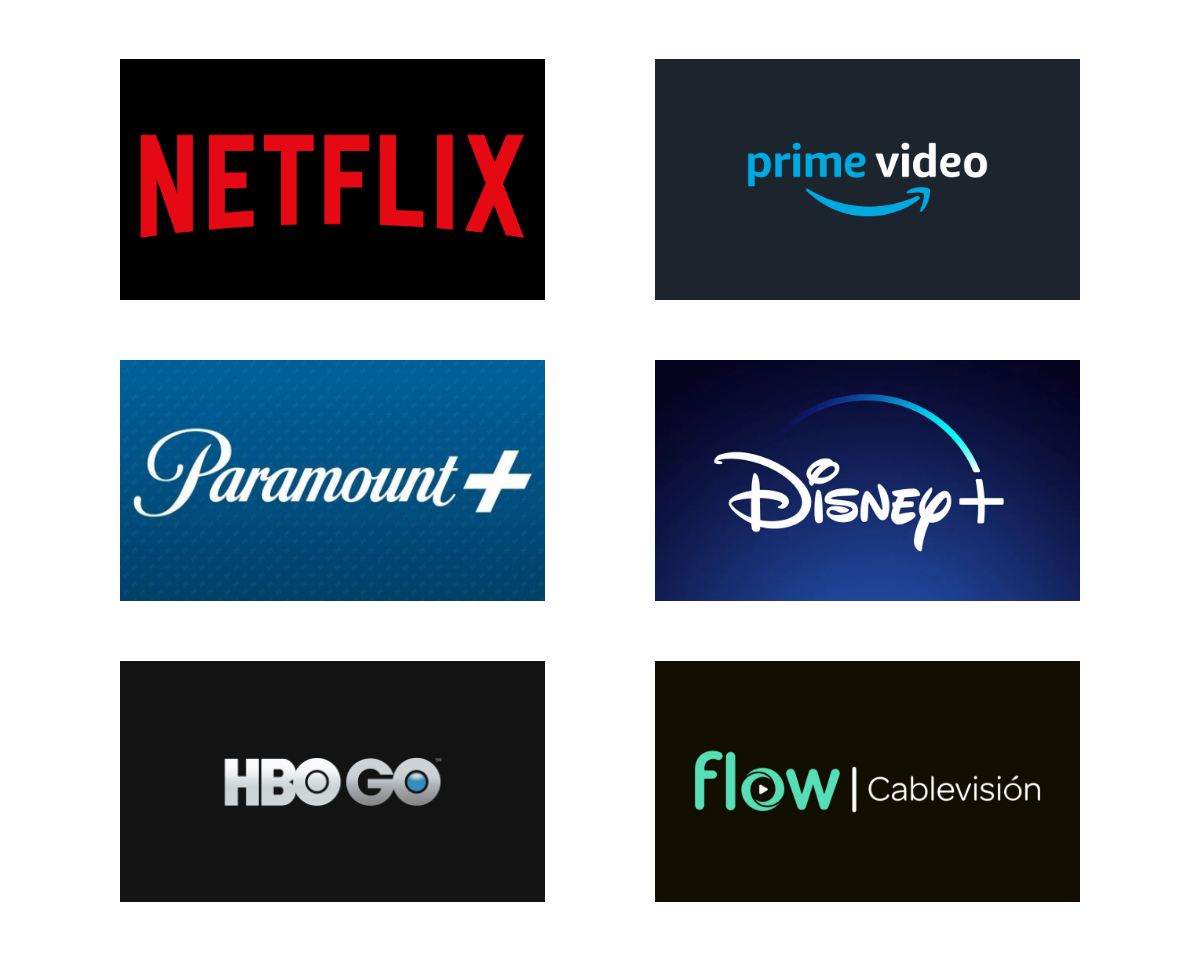 NETFLIX
prime video
Paramount+
Disney+
HBO GO
flow | Cablevisión